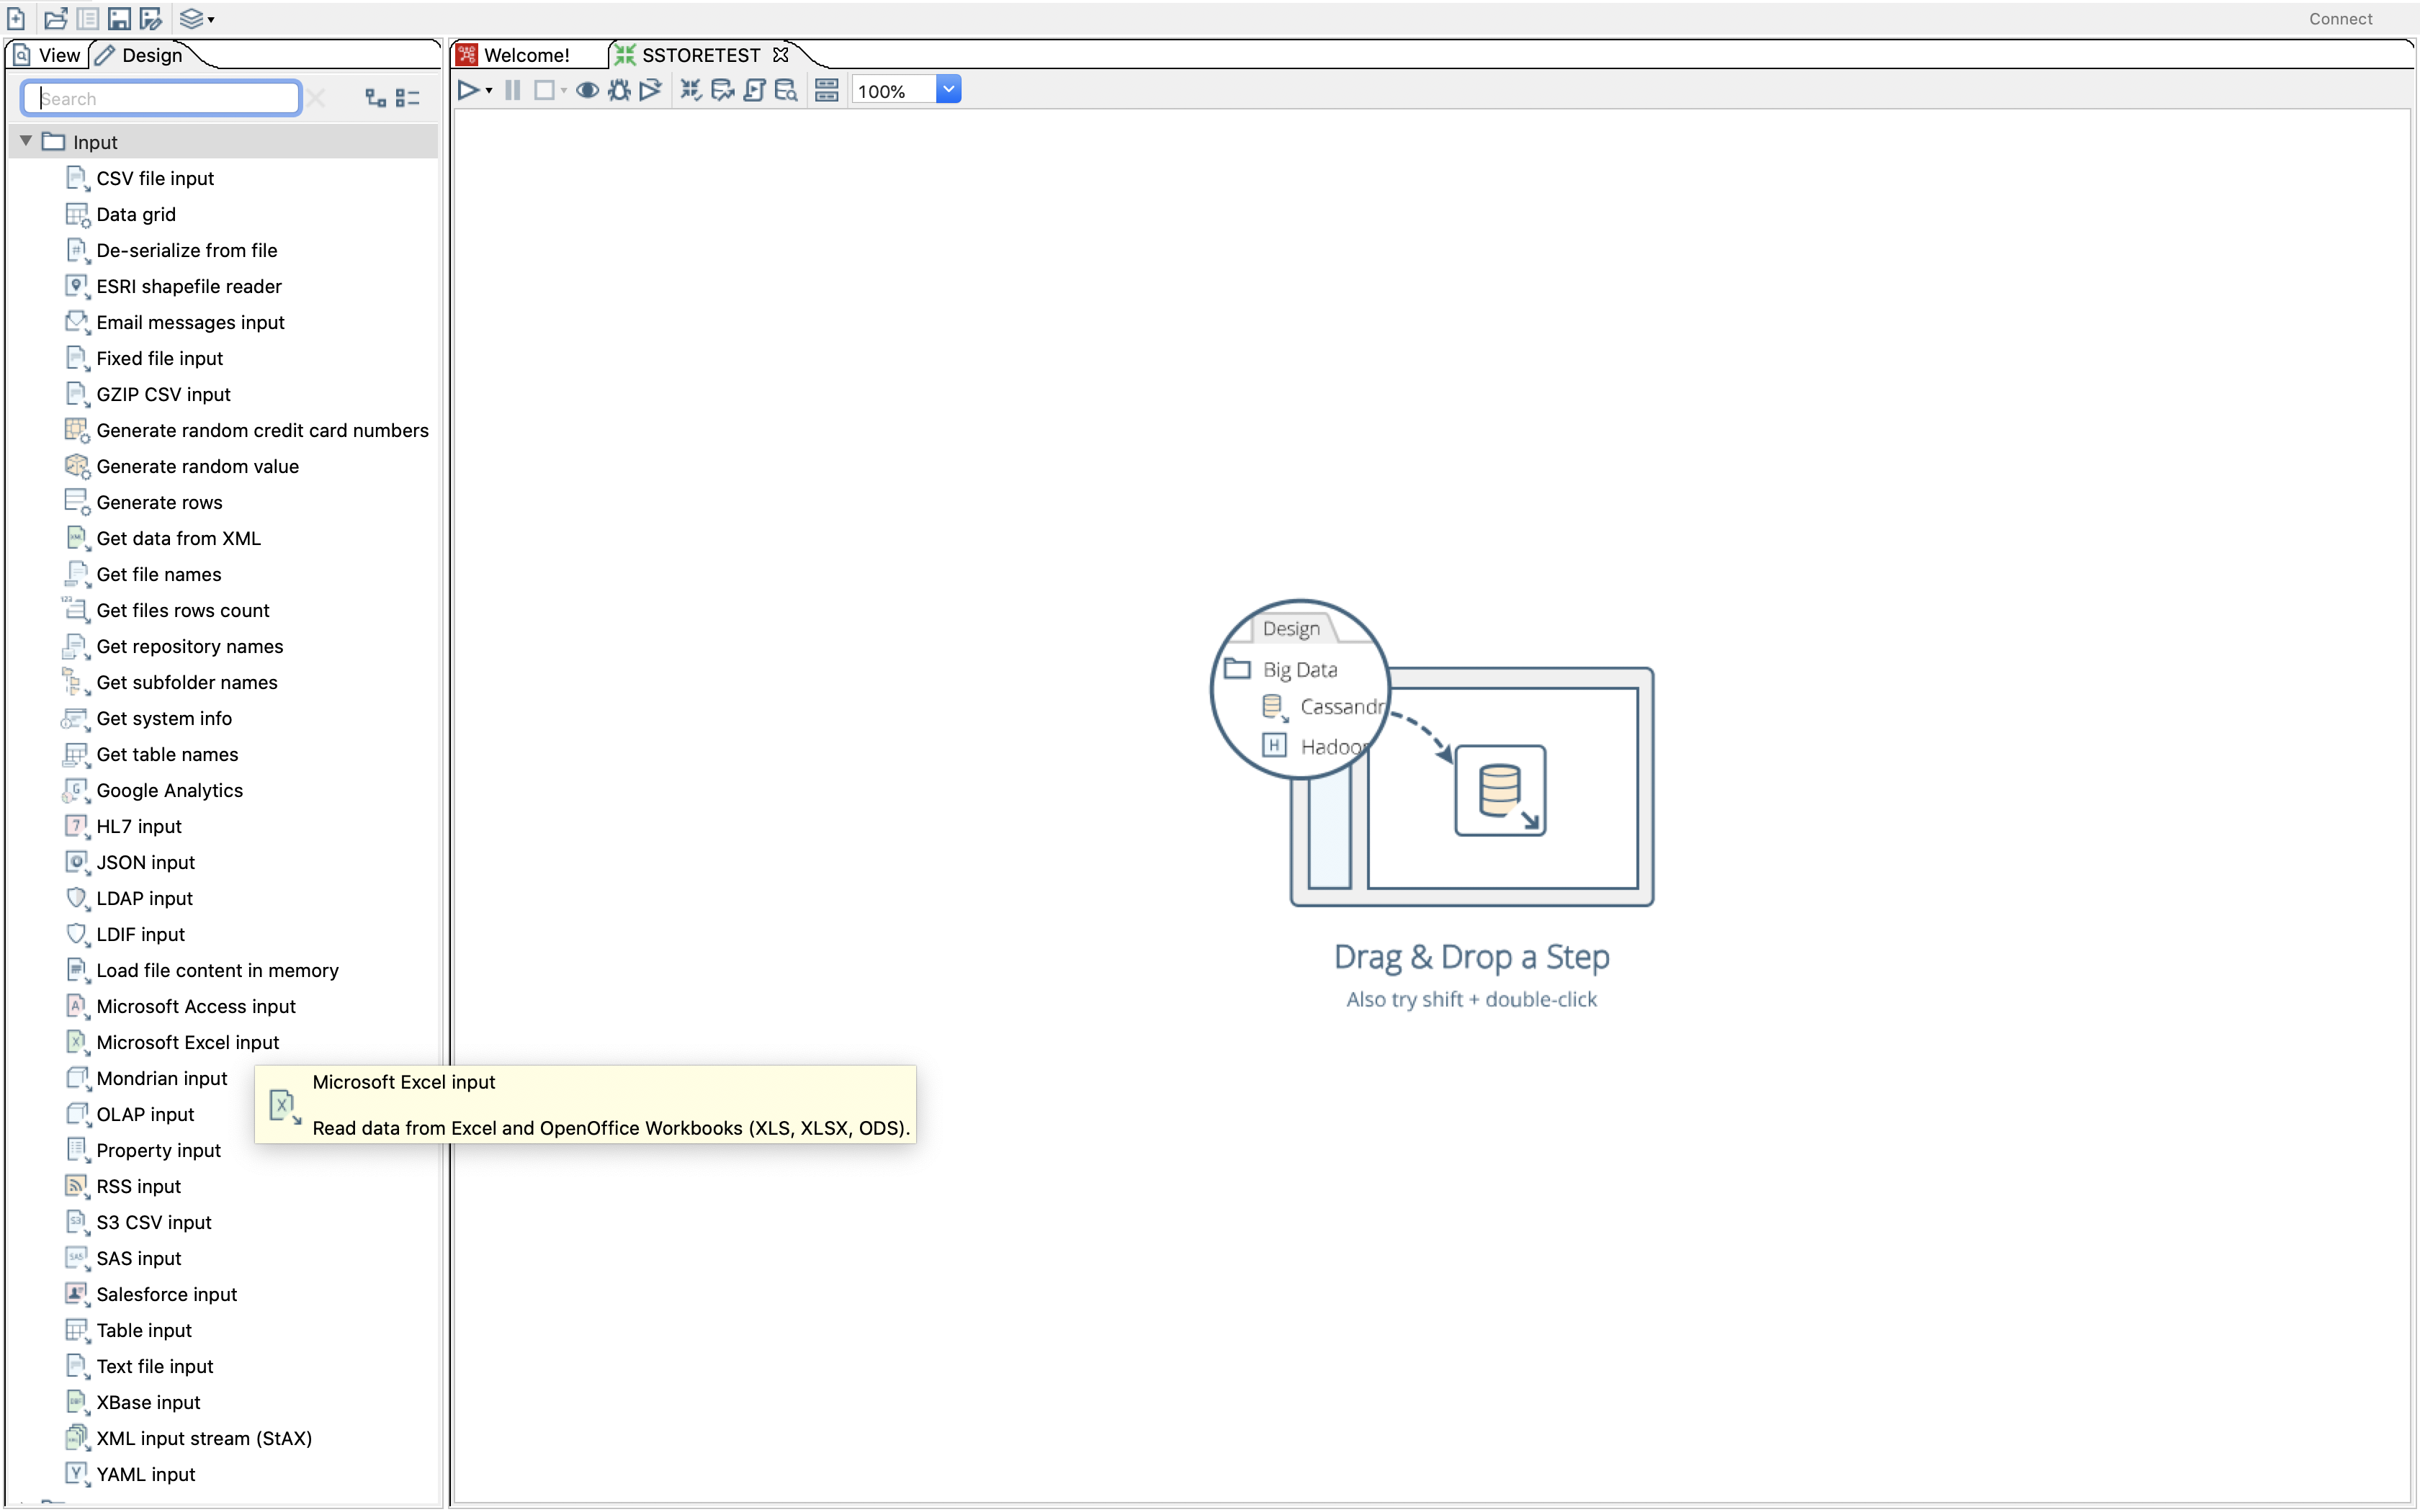 Connect
View
Design
Welcome!
SSTORETEST
Search
100%
Input
CSV file input
Data grid
De-serialize from file
ESRI shapefile reader
Email messages input
Fixed file input
GZIP CSV input
Generate random credit card numbers
Generate random value
Generate rows
Get data from XML
Get file names
Get files rows count
Get repository names
Get subfolder names
Get system info
Get table names
Google Analytics
HL7 input
JSON input
LDAP input
LDIF input
Load file content in memory
Microsoft Access input
Microsoft Excel input
Mondrian input
OLAP input
Property input
RSS input
S3 CSV input
SAS input
Salesforce input
Table input
Text file input
XBase input
XML input stream (StAX)
YAML input
Microsoft Excel input
Read data from Excel and OpenOffice Workbooks (XLS, XLSX, ODS).
Design
Big Data
Cassandr
H Hadoop
Drag & Drop a Step
Also try shift + double-click